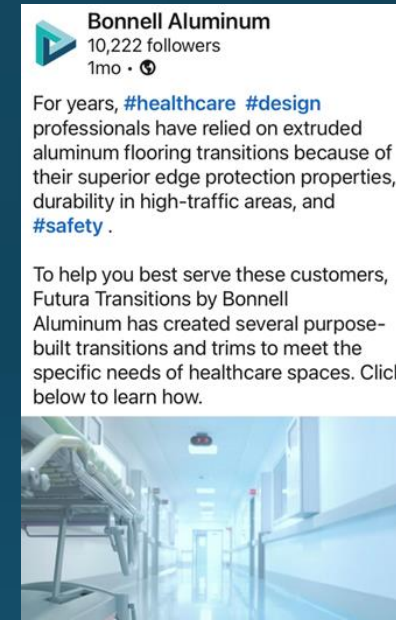 Bonnell Aluminum
10,222 followers
1mo •
For years, #healthcare #design
professionals have relied on extruded
aluminum flooring transitions because of
their superior edge protection properties,
durability in high-traffic areas, and
#safety .
To help you best serve these customers,
Futura Transitions by Bonnell
Aluminum has created several purpose-
built transitions and trims to meet the
specific needs of healthcare spaces. Click
below to learn how.